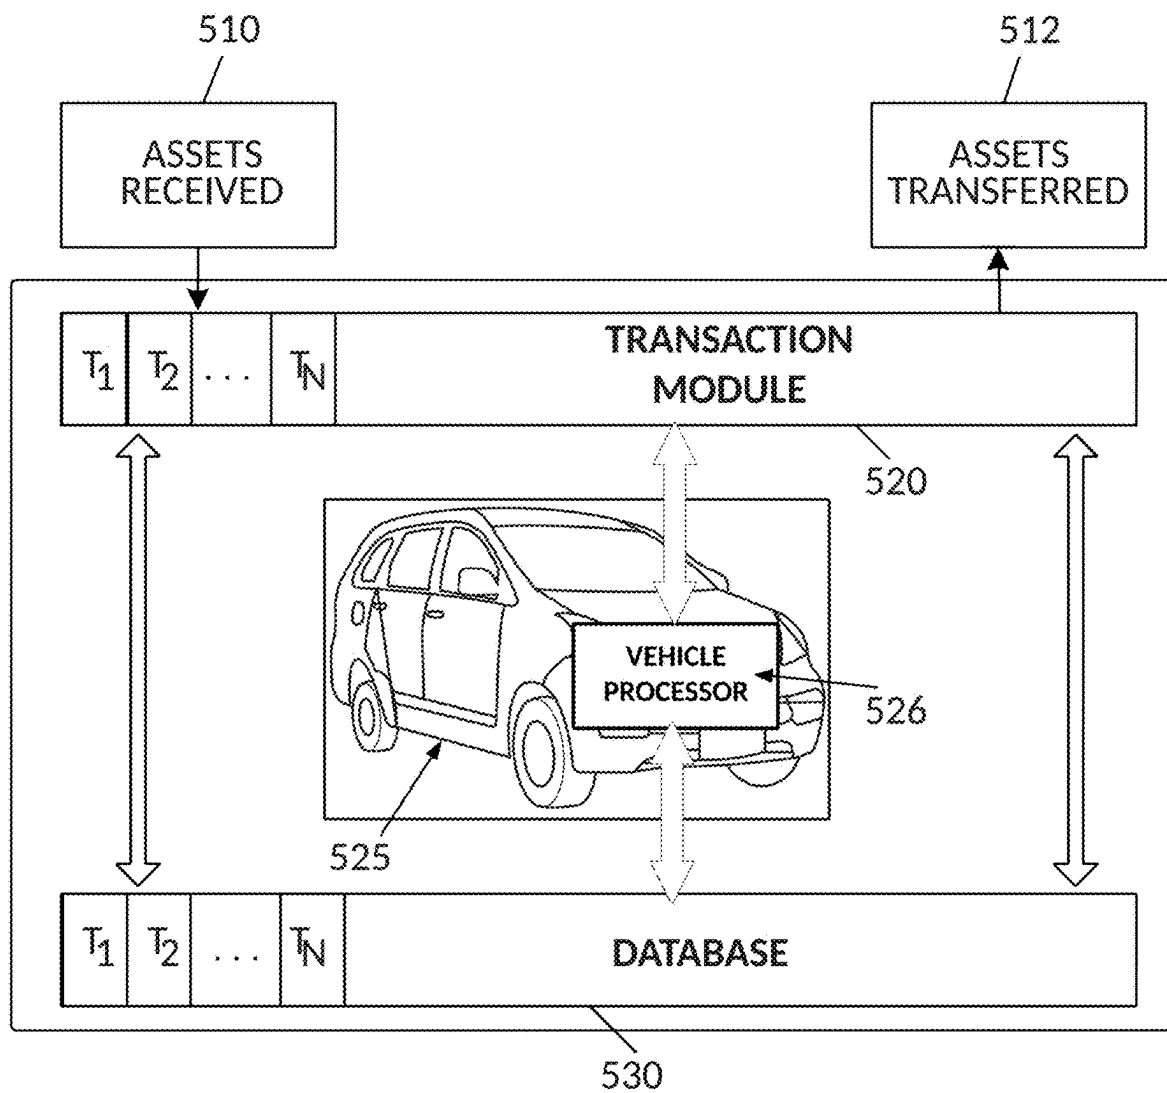 510
512
ASSETS
RECEIVED
ASSETS
TRANSFERRED
T1 T2 ... TN
TRANSACTION
MODULE
520
VEHICLE
PROCESSOR
526
525
T1 T2 ... TN DATABASE
530